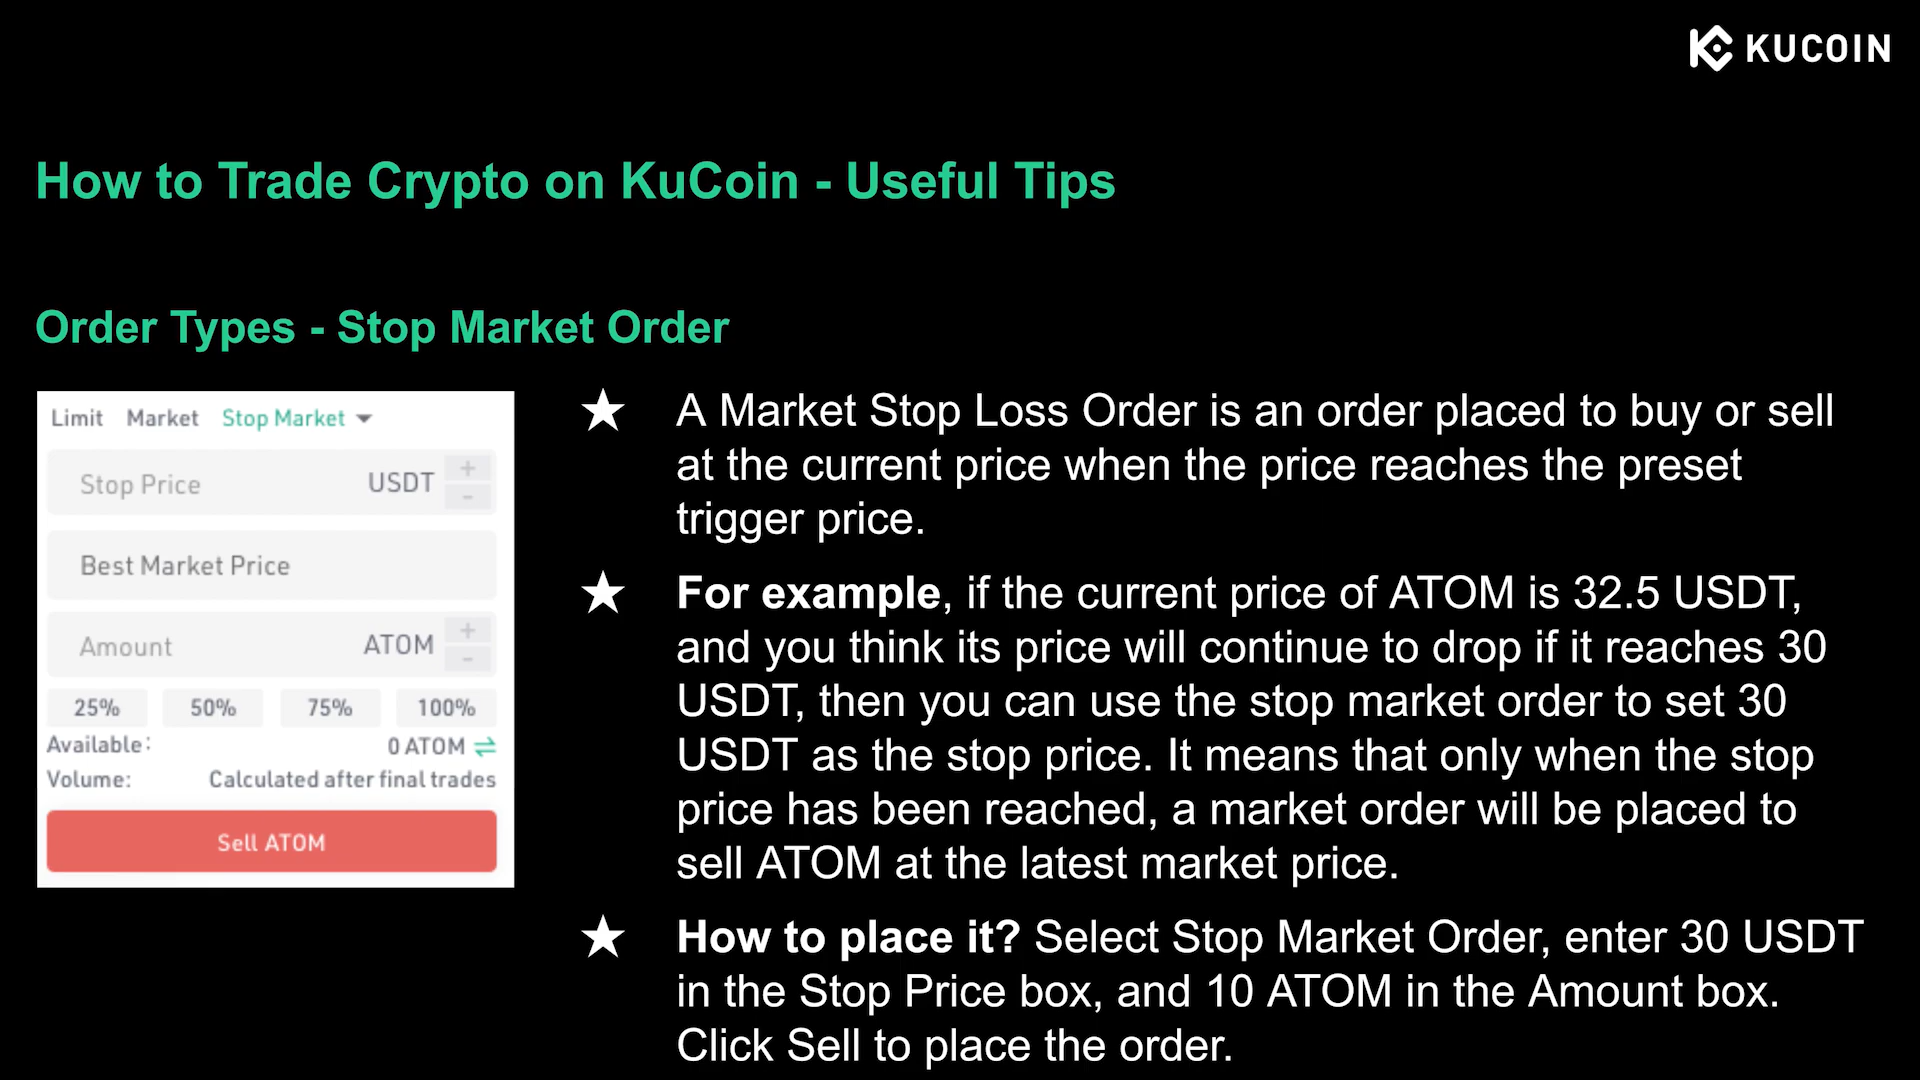 KUCOIN
How to Trade Crypto on KuCoin - Useful Tips
Order Types - Stop Market Order
Limit Market Stop Market
Stop Price USDT + -
Best Market Price
Amount ATOM + -
25% 50% 75% 100%
Available: 0 ATOM
Volume: Calculated after final trades
Sell ATOM
★ A Market Stop Loss Order is an order placed to buy or sell
at the current price when the price reaches the preset
trigger price.
★ For example, if the current price of ATOM is 32.5 USDT,
and you think its price will continue to drop if it reaches 30
USDT, then you can use the stop market order to set 30
USDT as the stop price. It means that only when the stop
price has been reached, a market order will be placed to
sell ATOM at the latest market price.
★ How to place it? Select Stop Market Order, enter 30 USDT
in the Stop Price box, and 10 ATOM in the Amount box.
Click Sell to place the order.